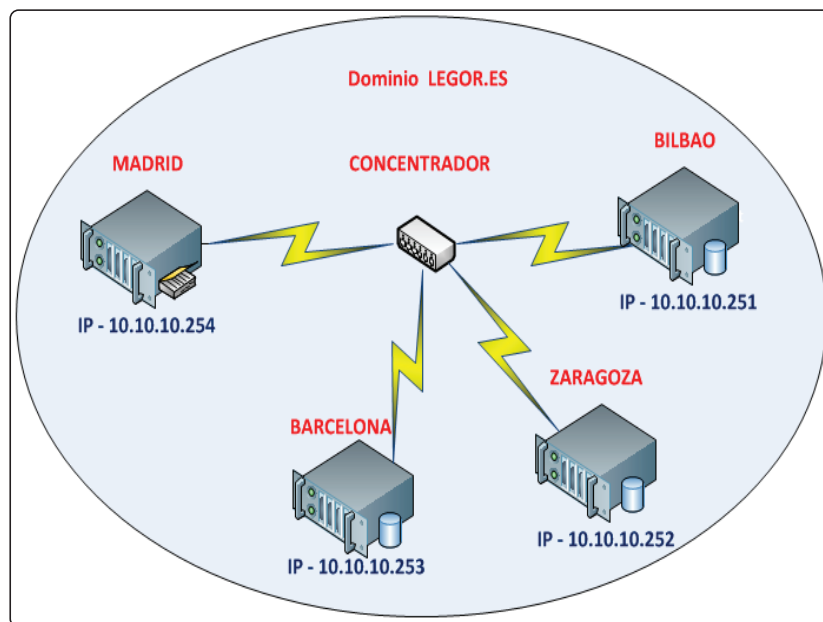 Dominio LEGOR.ES
BILBAO
MADRID
CONCENTRADOR
IP - 10.10.10.251
IP - 10.10.10.254
ZARAGOZA
BARCELONA
IP - 10.10.10.252
IP - 10.10.10.253